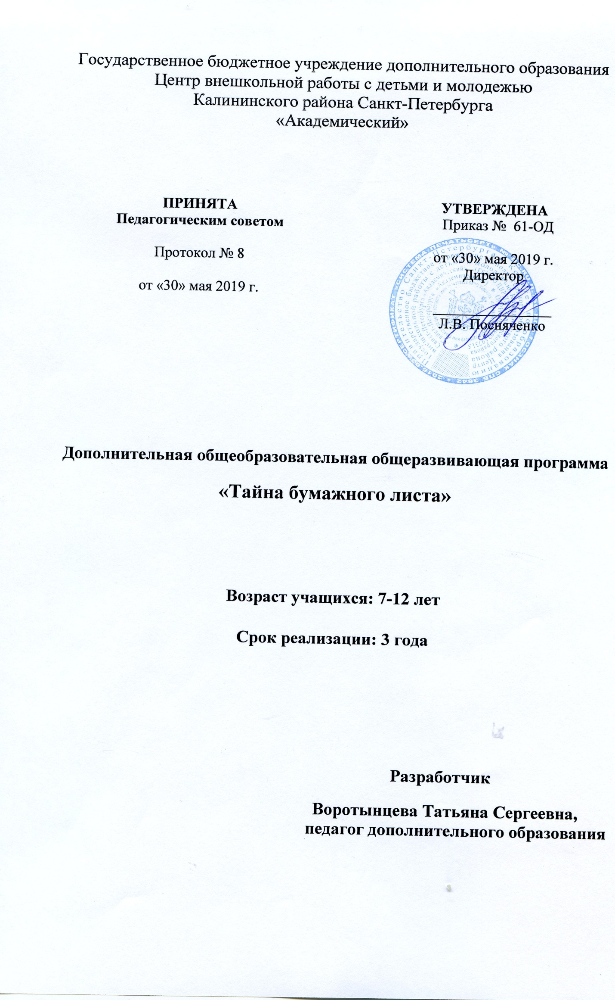 Государственное бюджетное учреждение дополнительного образования
Центр внешкольной работы с детьми и молодежью
Калининского района Санкт-Петербурга
«Академический»
ПРИНЯТА
Педагогическим советом
Протокол № 8
от «30» мая 2019 г.
УТВЕРЖДЕНА
Приказ № 61-ОД
от «30» мая 2019 г.
Директор
Л.В. Посняченко
Дополнительная общеобразовательная общеразвивающая программа
«Тайна бумажного листа»
Возраст учащихся: 7-12 лет
Срок реализации: 3 года
Разработчик
Воротынцева Татьяна Сергеевна,
педагог дополнительного образования